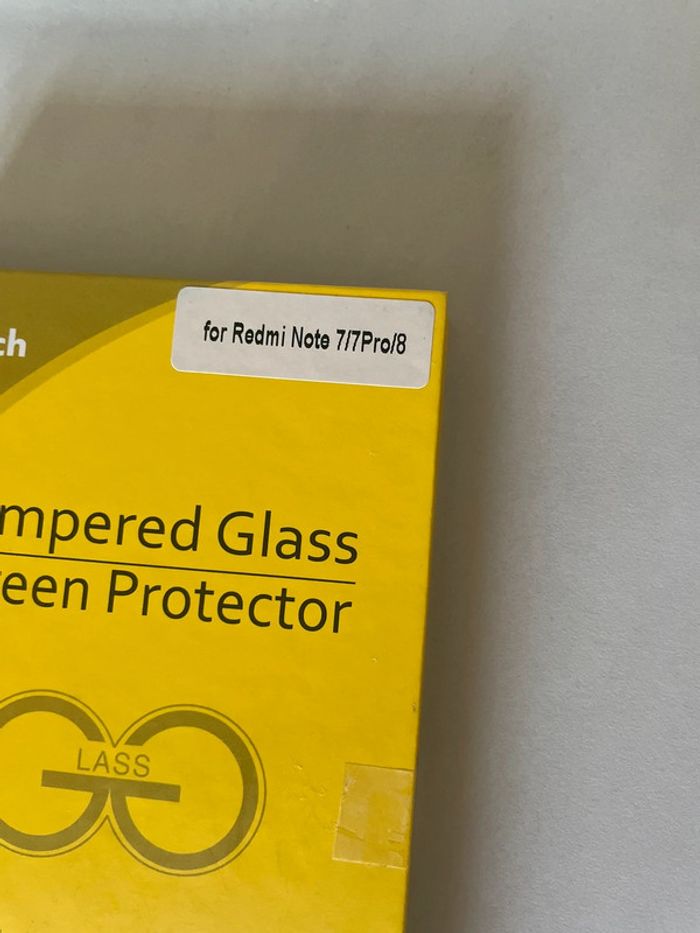 for Redmi Note 7/7Pro/8
ch
mpered Glass
een Protector
LASS